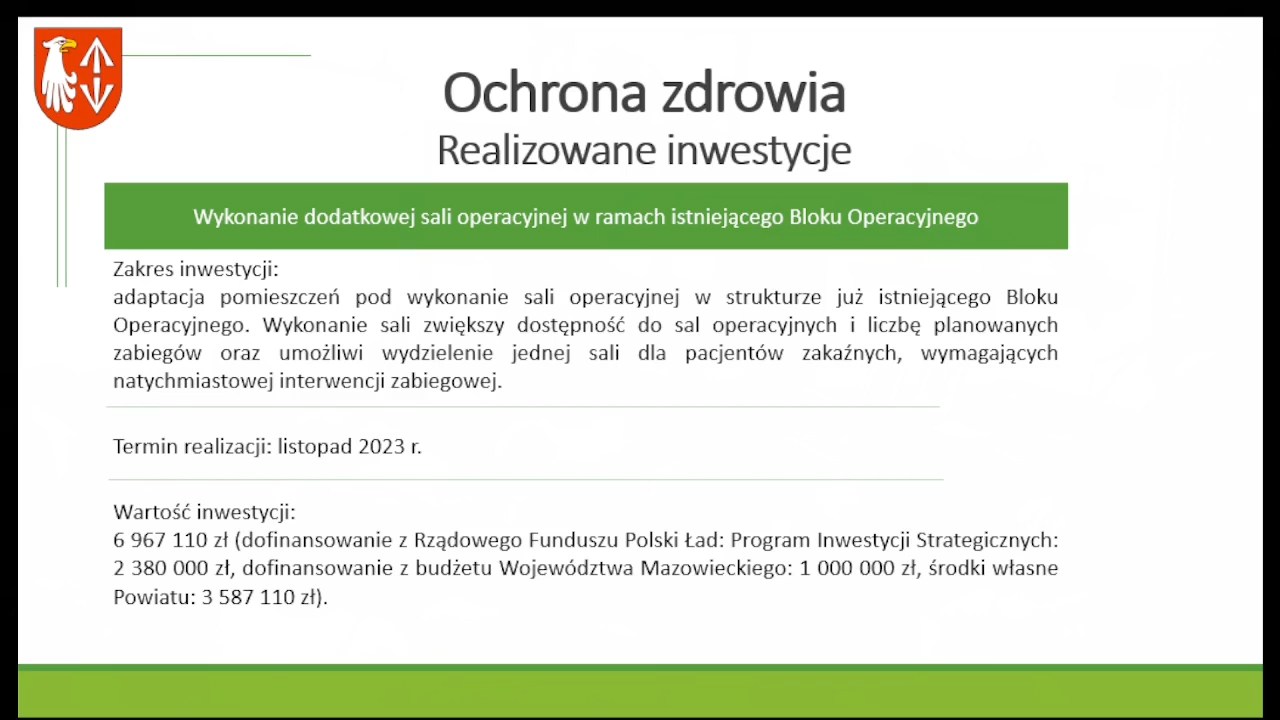 Ochrona zdrowia
Realizowane inwestycje
Wykonanie dodatkowej sali operacyjnej w ramach istniejącego Bloku Operacyjnego
Zakres inwestycji:
adaptacja pomieszczeń pod wykonanie sali operacyjnej w strukturze już istniejącego Bloku
Operacyjnego. Wykonanie sali zwiększy dostępność do sal operacyjnych i liczbę planowanych
zabiegów oraz umożliwi wydzielenie jednej sali dla pacjentów zakaźnych, wymagających
natychmiastowej interwencji zabiegowej.
Termin realizacji: listopad 2023 r.
Wartość inwestycji:
6 967 110 zł (dofinansowanie z Rządowego Funduszu Polski Ład: Program Inwestycji Strategicznych:
2 380 000 zł, dofinansowanie z budżetu Województwa Mazowieckiego: 1 000 000 zł, środki własne
Powiatu: 3 587 110 zł).